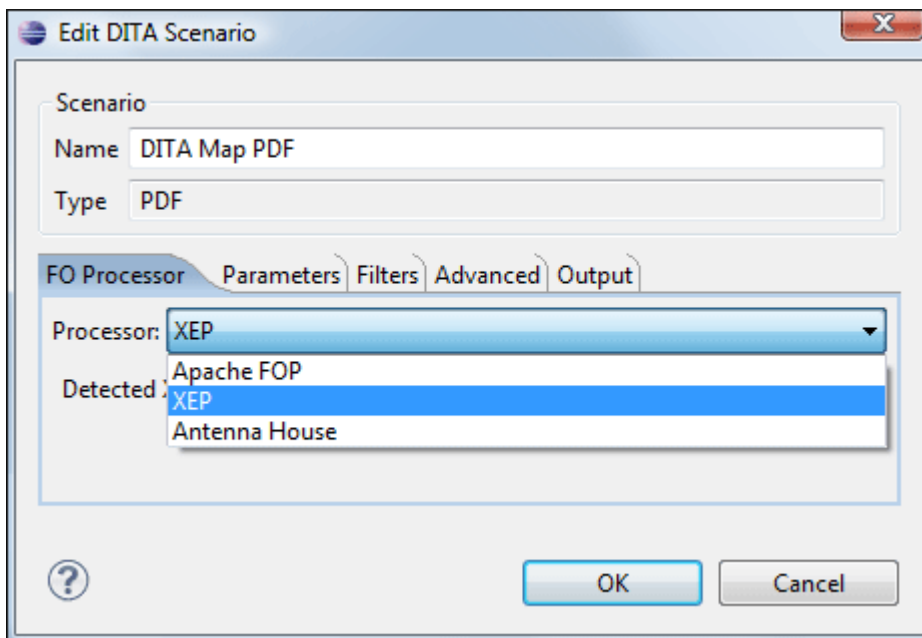 Edit DITA Scenario
Scenario
Name DITA Map PDF
Type PDF
FO Processor Parameters Filters Advanced Output
Processor: XEP
Apache FOP
Detected
XEP
Antenna House
OK Cancel